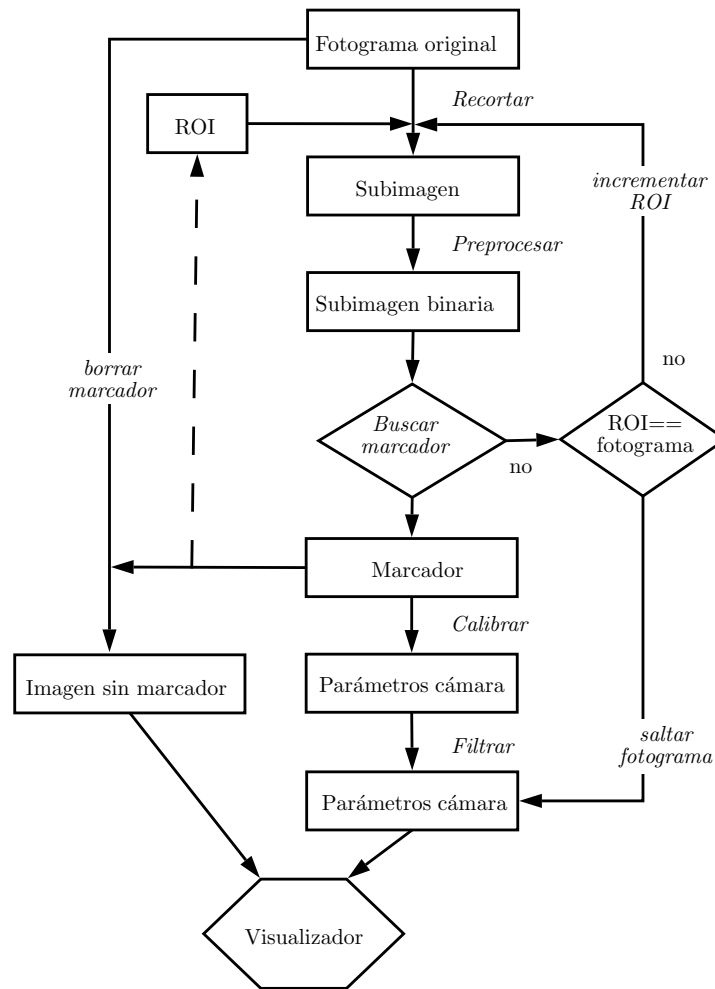 Fotograma original
Recortar
ROI
Subimagen
incrementar
ROI
Preprocesar
Subimagen binaria
no
borrar
marcador
Buscar
marcador
ROI==
fotograma
no
Marcador
Calibrar
Imagen sin marcador
Parámetros cámara
Filtrar
saltar
fotograma
Parámetros cámara
Visualizador